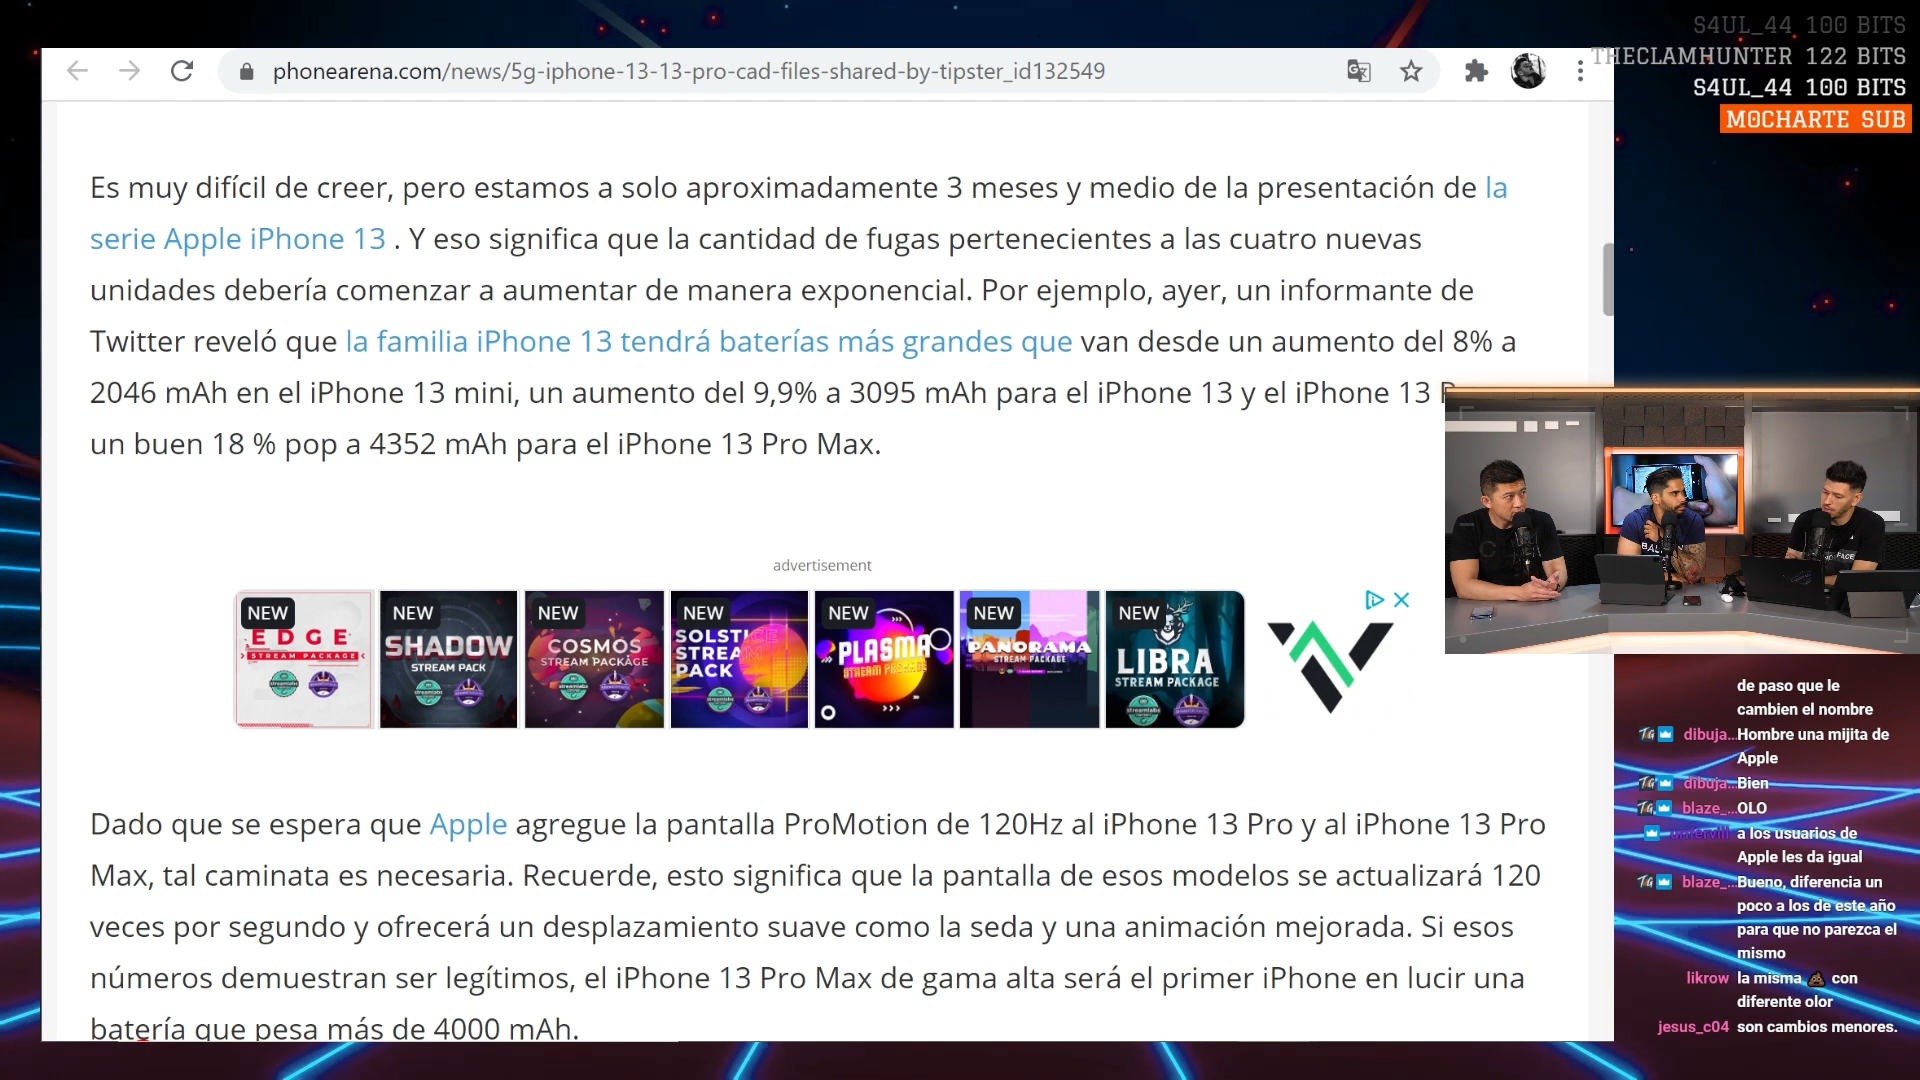 S4UL_44 100 BITS
THECLAMHUNTER 122 BITS
S4UL_44 100 BITS
MOCHARTE SUB
phonearena.com/news/5g-iphone-13-13-pro-cad-files-shared-by-tipster_id132549
Es muy difícil de creer, pero estamos a solo aproximadamente 3 meses y medio de la presentación de la
serie Apple iPhone 13 . Y eso significa que la cantidad de fugas pertenecientes a las cuatro nuevas
unidades debería comenzar a aumentar de manera exponencial. Por ejemplo, ayer, un informante de
Twitter reveló que la familia iPhone 13 tendrá baterías más grandes que van desde un aumento del 8% a
2046 mAh en el iPhone 13 mini, un aumento del 9,9% a 3095 mAh para el iPhone 13 y el iPhone 13
un buen 18 % pop a 4352 mAh para el iPhone 13 Pro Max.
advertisement
NEW NEW NEW NEW NEW NEW NEW
EDGE
STREAM PACKAGE
SHADOW
STREAM PACK
COSMOS
STREAM PACKAGE
SOLSTICE
STREAM
PACK
PLASMA
STREAM PACKAGE
PANORAMA
STREAM PACKAGE
LIBRA
STREAM PACKAGE
Dado que se espera que Apple agregue la pantalla ProMotion de 120Hz al iPhone 13 Pro y al iPhone 13 Pro
Max, tal caminata es necesaria. Recuerde, esto significa que la pantalla de esos modelos se actualizará 120
veces por segundo y ofrecerá un desplazamiento suave como la seda y una animación mejorada. Si esos
números demuestran ser legítimos, el iPhone 13 Pro Max de gama alta será el primer iPhone en lucir una
batería que pesa más de 4000 mAh.
de paso que le
cambien el nombre
dibuja... Hombre una mijita de
Apple
dibuja... Bien
blaze_... OLO
a los usuarios de
Apple les da igual
blaze_... Bueno, diferencia un
poco a los de este año
para que no parezca el
mismo
likrow la misma 💩 con
diferente olor
jesus_c04 son cambios menores.